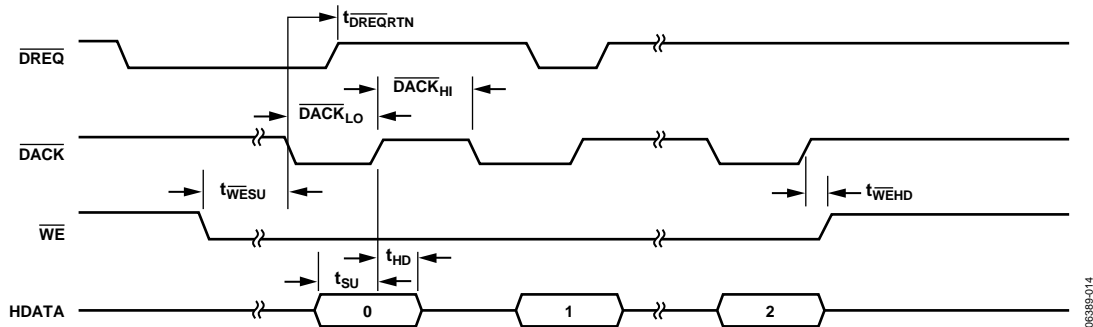 tDREQRTN
DREQ
DACKHI
DACKLO
DACK
tWESU
tWEHD
WE
tHD
tSU
HDATA
0
1
2
06389-014